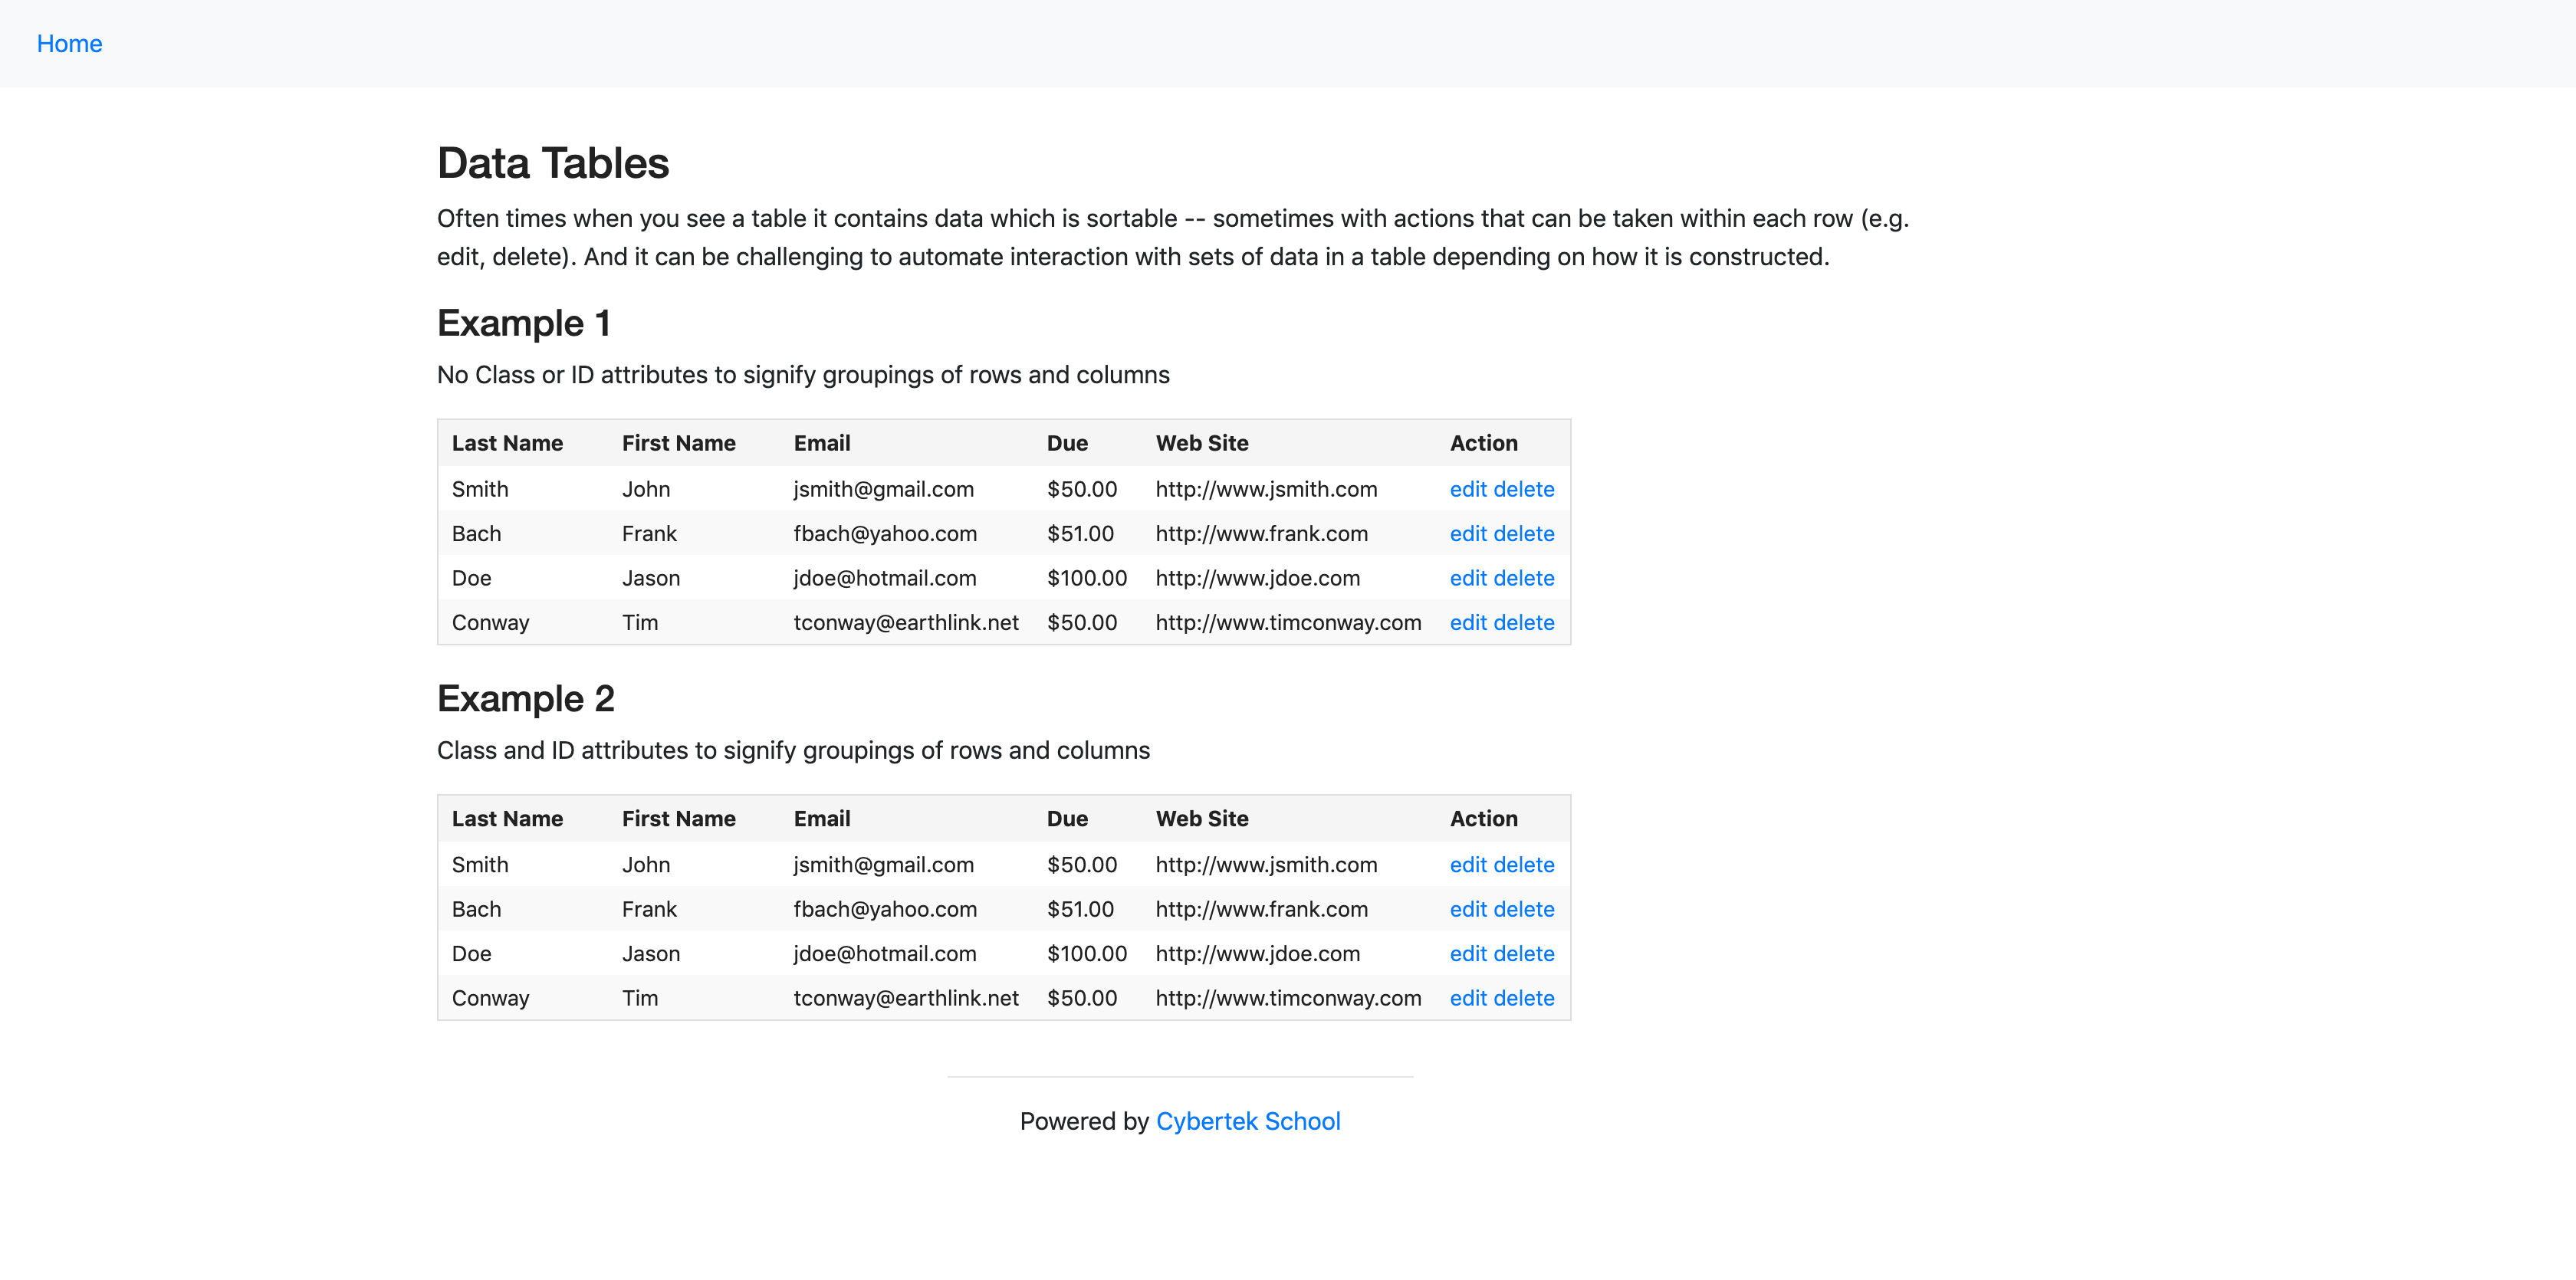 Home
Data Tables
Often times when you see a table it contains data which is sortable -- sometimes with actions that can be taken within each row (e.g.
edit, delete). And it can be challenging to automate interaction with sets of data in a table depending on how it is constructed.
Example 1
No Class or ID attributes to signify groupings of rows and columns
Last Name First Name Email Due Web Site Action
Smith John jsmith@gmail.com $50.00 http://www.jsmith.com edit delete
Bach Frank fbach@yahoo.com $51.00 http://www.frank.com edit delete
Doe Jason jdoe@hotmail.com $100.00 http://www.jdoe.com edit delete
Conway Tim tconway@earthlink.net $50.00 http://www.timconway.com edit delete
Example 2
Class and ID attributes to signify groupings of rows and columns
Last Name First Name Email Due Web Site Action
Smith John jsmith@gmail.com $50.00 http://www.jsmith.com edit delete
Bach Frank fbach@yahoo.com $51.00 http://www.frank.com edit delete
Doe Jason jdoe@hotmail.com $100.00 http://www.jdoe.com edit delete
Conway Tim tconway@earthlink.net $50.00 http://www.timconway.com edit delete
Powered by Cybertek School